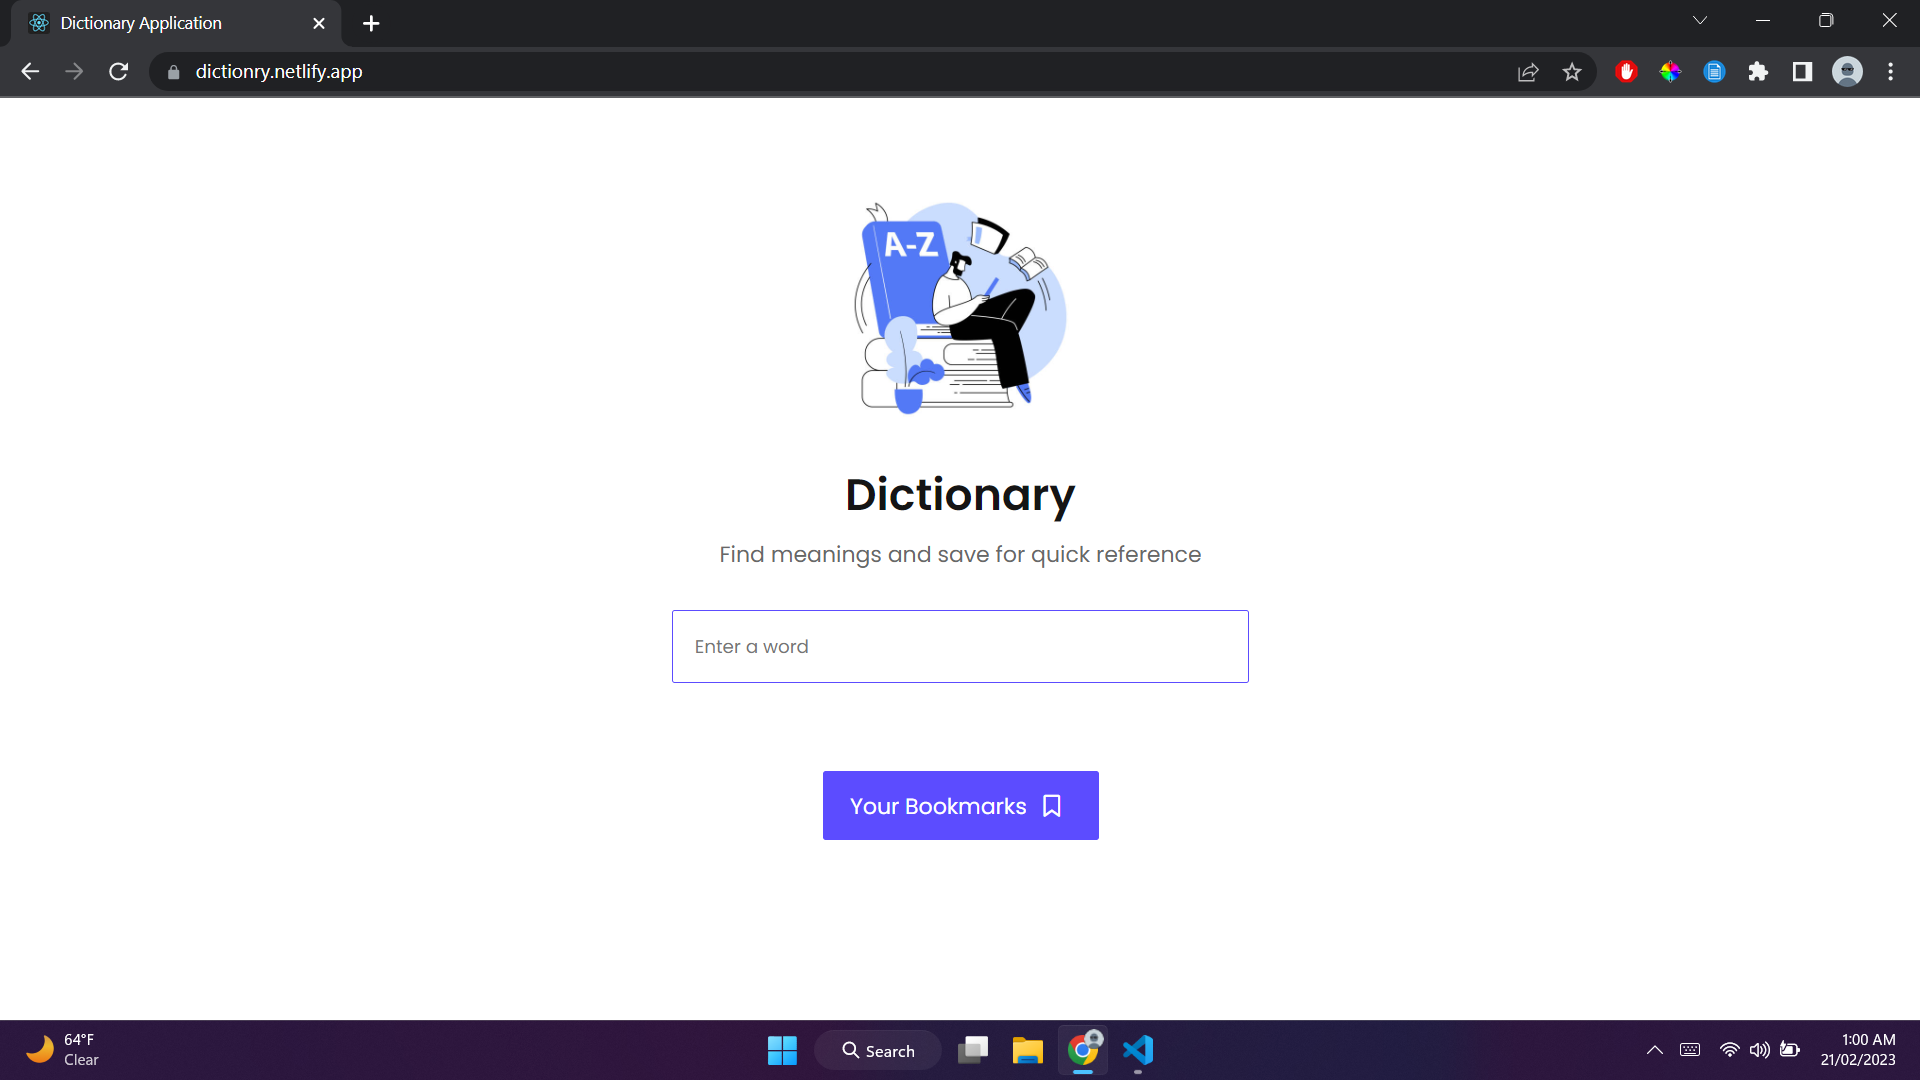 Dictionary Application
dictionry.netlify.app
A-Z
Dictionary
Find meanings and save for quick reference
Enter a word
Your Bookmarks
64°F
Clear
Search
1:00 AM
21/02/2023